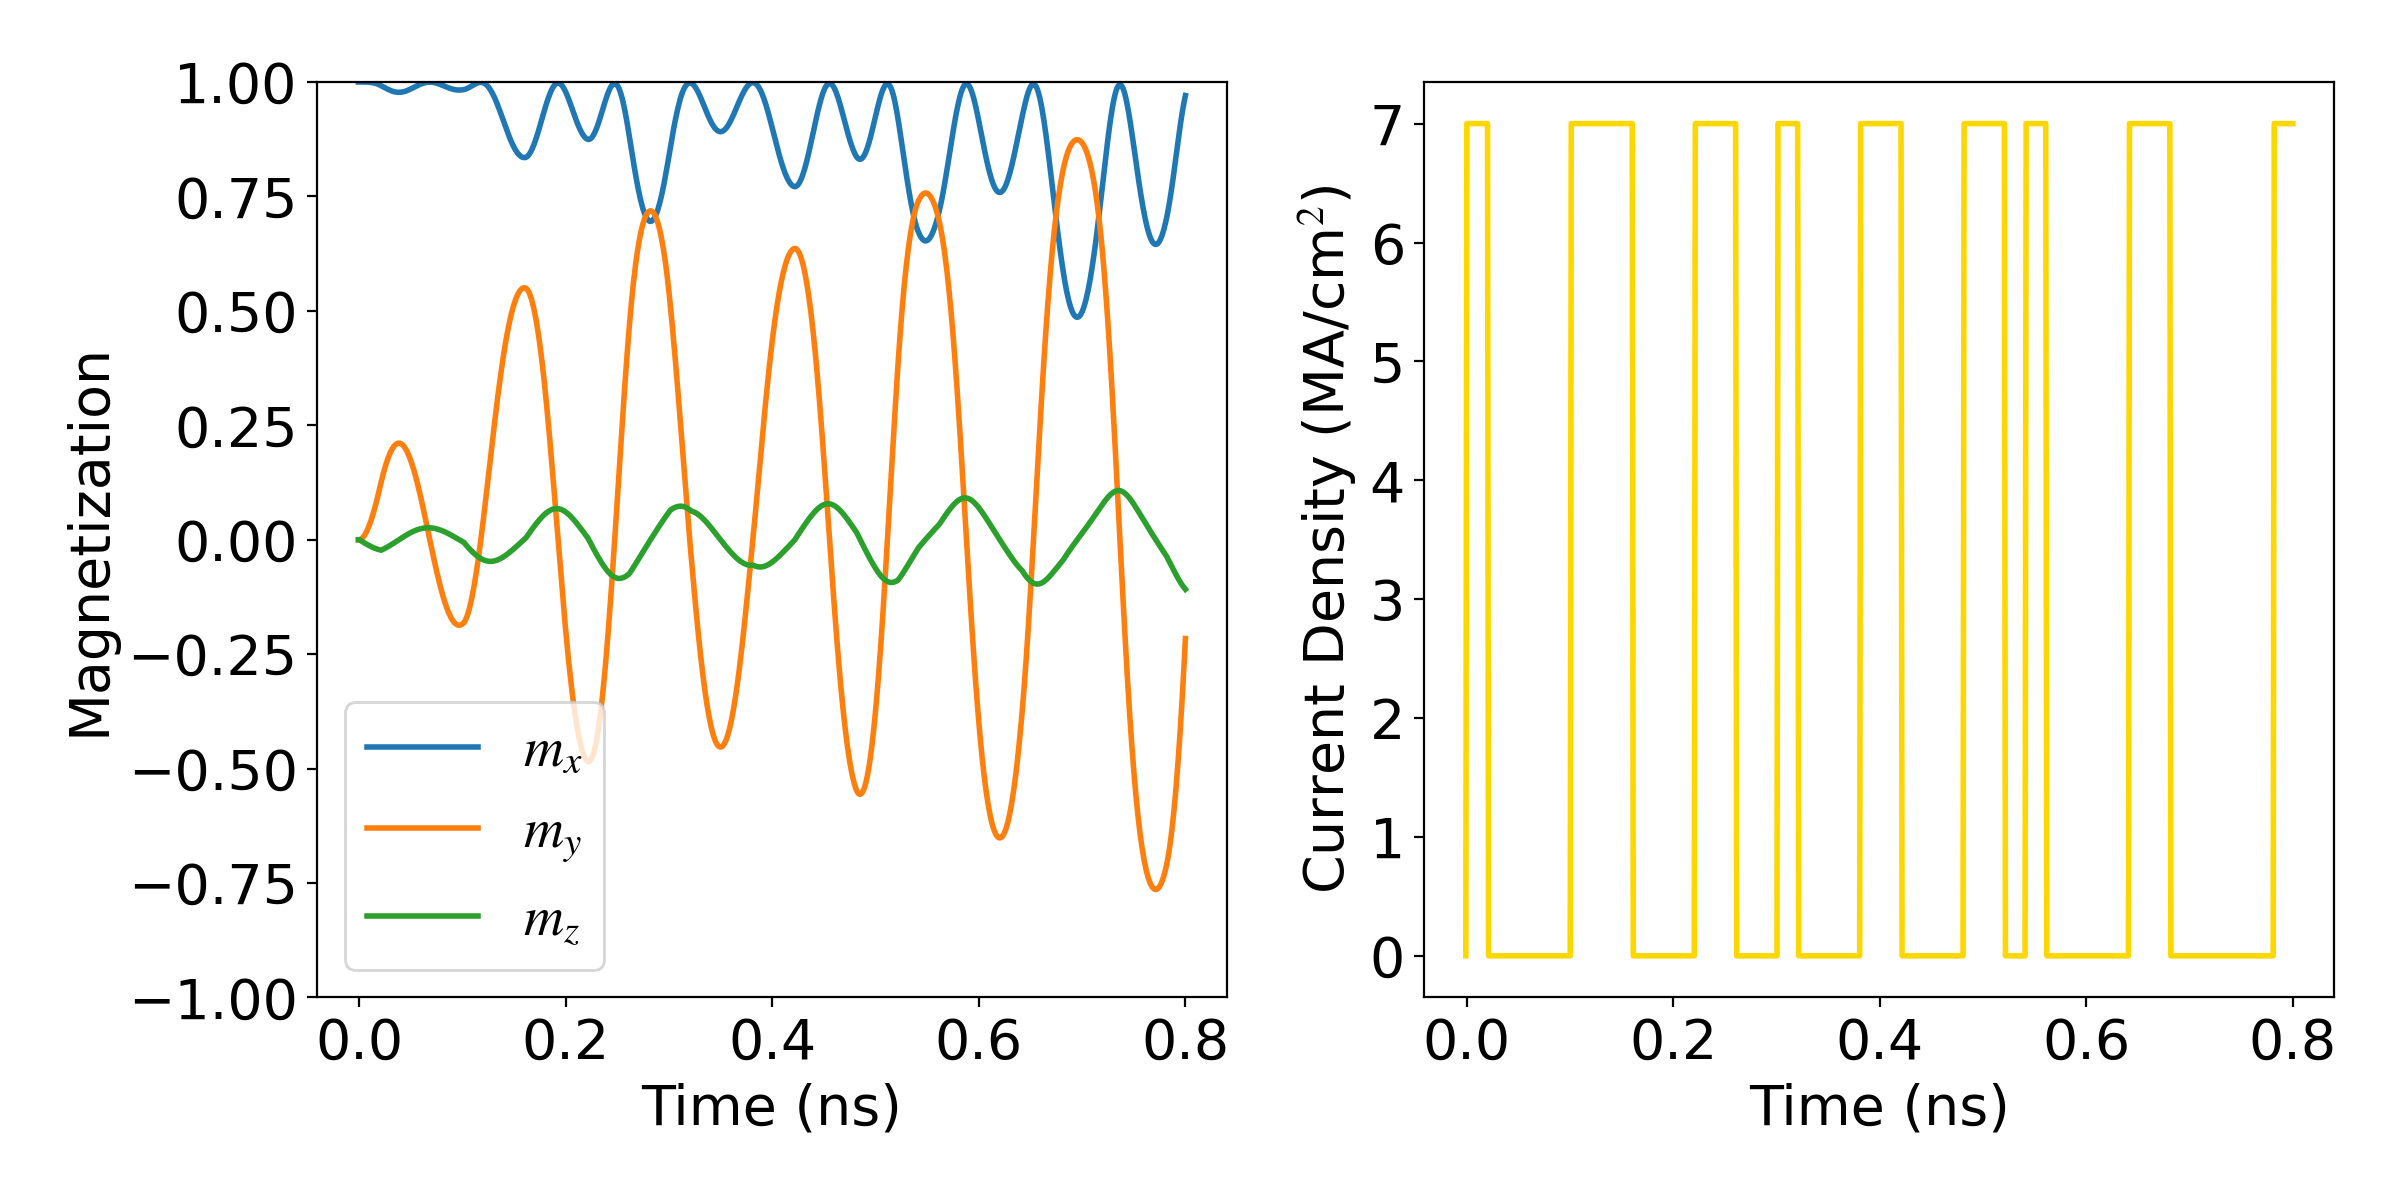 1.00
0.75
0.50
0.25
0.00
−0.25
−0.50
−0.75
−1.00
Magnetization
0.0 0.2 0.4 0.6 0.8
Time (ns)
m_x
m_y
m_z
7
6
5
4
3
2
1
0
Current Density (MA/cm²)
0.0 0.2 0.4 0.6 0.8
Time (ns)